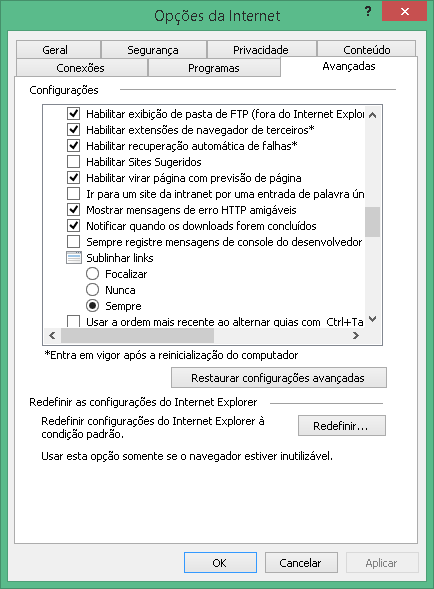 Opções da Internet
?
Geral
Segurança
Privacidade
Conteúdo
Conexões
Programas
Avançadas
Configurações
Habilitar exibição de pasta de FTP (fora do Internet Explor
Habilitar extensões de navegador de terceiros*
Habilitar recuperação automática de falhas*
Habilitar Sites Sugeridos
Habilitar virar página com previsão de página
Ir para um site da intranet por uma entrada de palavra ún
Mostrar mensagens de erro HTTP amigáveis
Notificar quando os downloads forem concluídos
Sempre registre mensagens de console do desenvolvedor
Sublinhar links
Focalizar
Nunca
Sempre
Usar a ordem mais recente ao alternar guias com Ctrl+Ta
*Entra em vigor após a reinicialização do computador
Restaurar configurações avançadas
Redefinir as configurações do Internet Explorer
Redefinir configurações do Internet Explorer à
condição padrão.
Redefinir...
Usar esta opção somente se o navegador estiver inutilizável.
OK
Cancelar
Aplicar